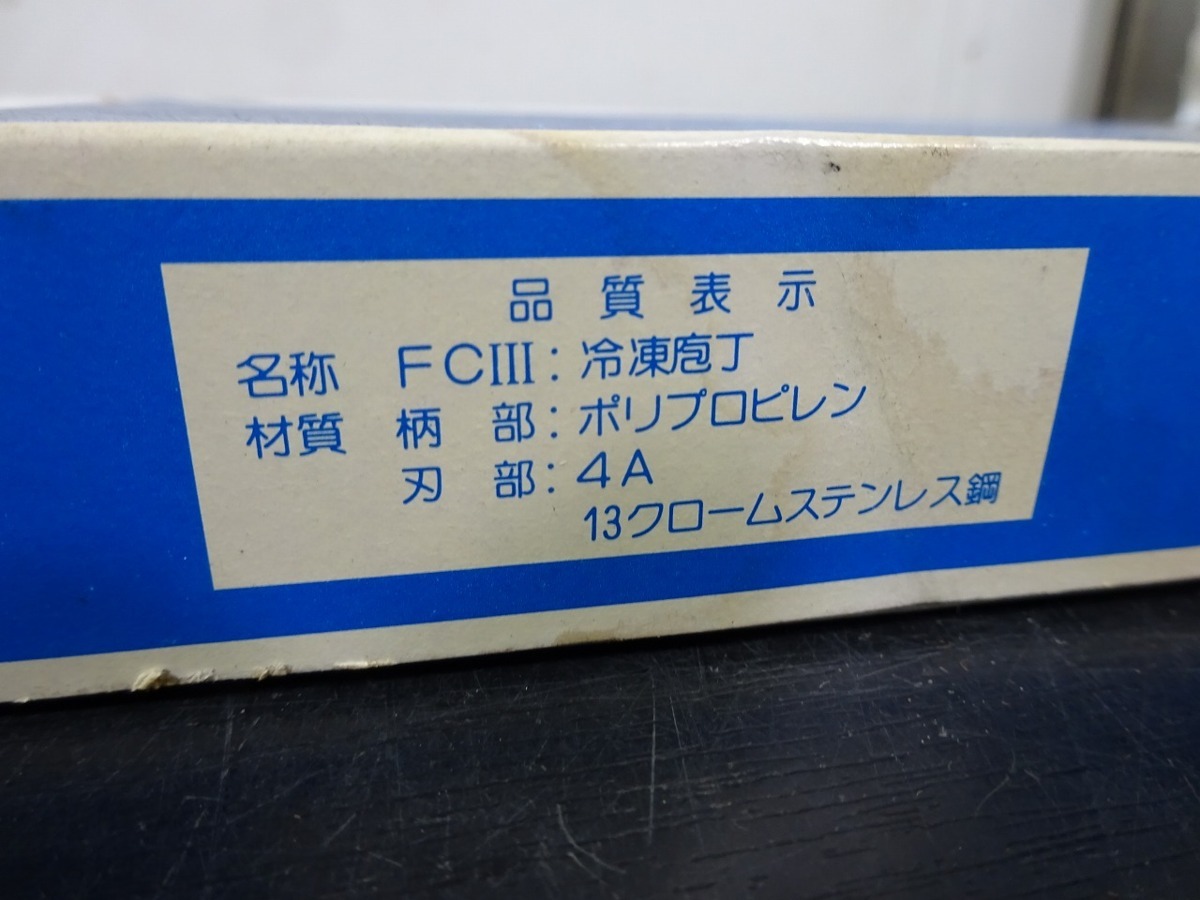 品質表示
名称 FCIII：冷凍庖丁
材質 柄部：ポリプロピレン
刃部：4A
13クロームステンレス鋼